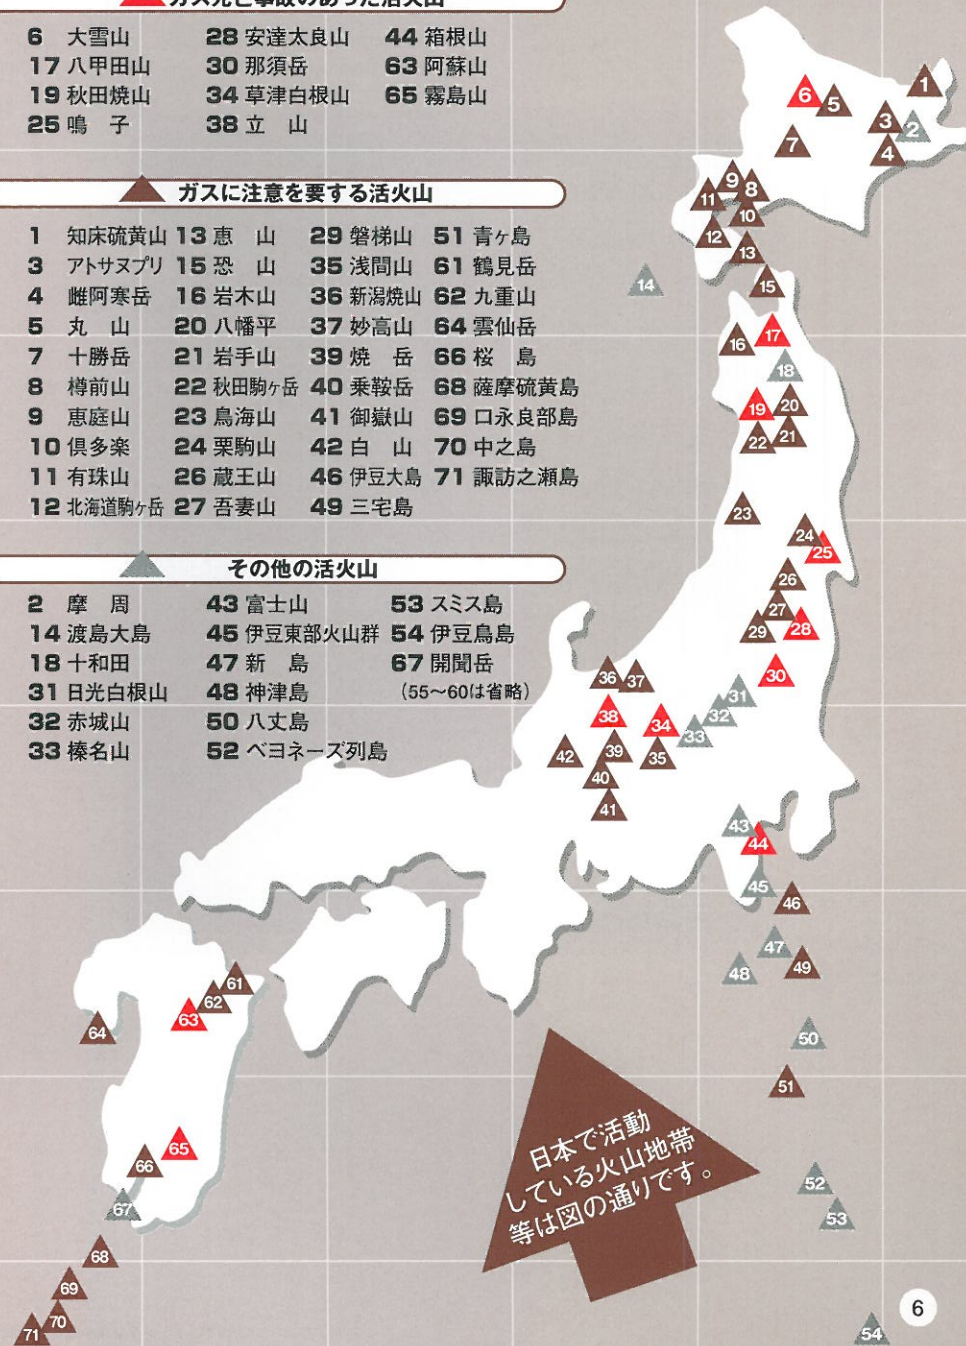 ガス死亡事故のあった活火山
6 大雪山 28 安達太良山 44 箱根山
17 八甲田山 30 那須岳 63 阿蘇山
19 秋田焼山 34 草津白根山 65 霧島山
25 鳴　子 38 立　山
ガスに注意を要する活火山
1 知床硫黄山 13 恵　山 29 磐梯山 51 青ヶ島
3 アトサヌプリ 15 恐　山 35 浅間山 61 鶴見岳
4 雌阿寒岳 16 岩木山 36 新潟焼山 62 九重山
5 丸　山 20 八幡平 37 妙高山 64 雲仙岳
7 十勝岳 21 岩手山 39 焼　岳 66 桜　島
8 樽前山 22 秋田駒ヶ岳 40 乗鞍岳 68 薩摩硫黄島
9 恵庭山 23 鳥海山 41 御嶽山 69 口永良部島
10 倶多楽 24 栗駒山 42 白　山 70 中之島
11 有珠山 26 蔵王山 46 伊豆大島 71 諏訪之瀬島
12 北海道駒ヶ岳 27 吾妻山 49 三宅島
その他の活火山
2 摩　周 43 富士山 53 スミス島
14 渡島大島 45 伊豆東部火山群 54 伊豆鳥島
18 十和田 47 新　島 67 開聞岳
31 日光白根山 48 神津島 （55〜60は省略）
32 赤城山 50 八丈島
33 榛名山 52 ベヨネーズ列島
1
6
5
3
2
7
4
9
8
11
10
12
13
14
15
17
16
18
19
20
22
21
23
24
25
26
27
29
28
36
37
30
31
38
34
32
33
42
39
35
40
41
43
44
45
46
47
48
49
61
62
63
64
50
51
65
66
52
67
53
68
69
70
71
54
日本で活動
している火山地帯
等は図の通りです。
6